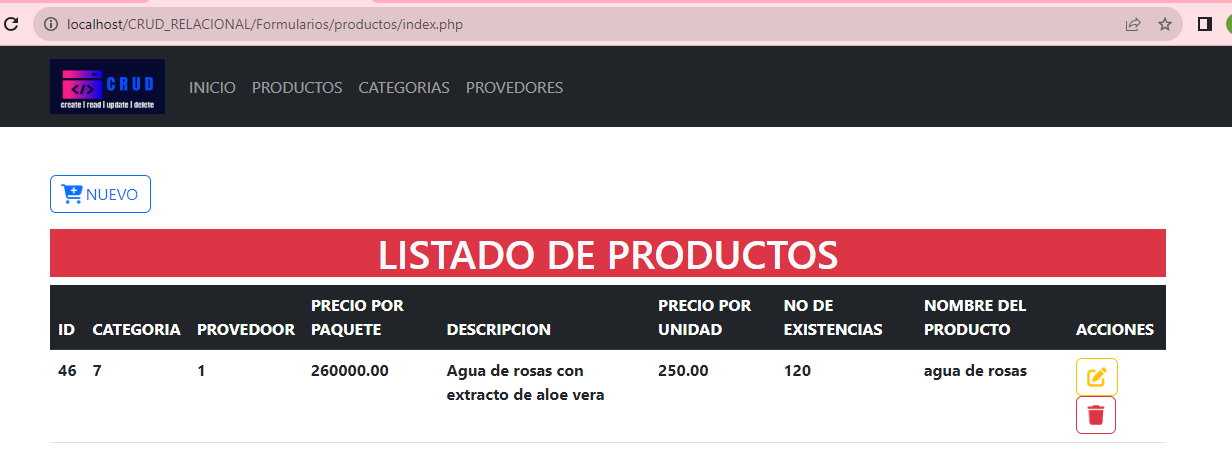 localhost/CRUD_RELACIONAL/Formularios/productos/index.php
</> CRUD
create | read | update | delete
INICIO PRODUCTOS CATEGORIAS PROVEDORES
NUEVO
LISTADO DE PRODUCTOS
ID CATEGORIA PROVEDOOR PRECIO POR PAQUETE DESCRIPCION PRECIO POR UNIDAD NO DE EXISTENCIAS NOMBRE DEL PRODUCTO ACCIONES
46 7 1 260000.00 Agua de rosas con extracto de aloe vera 250.00 120 agua de rosas